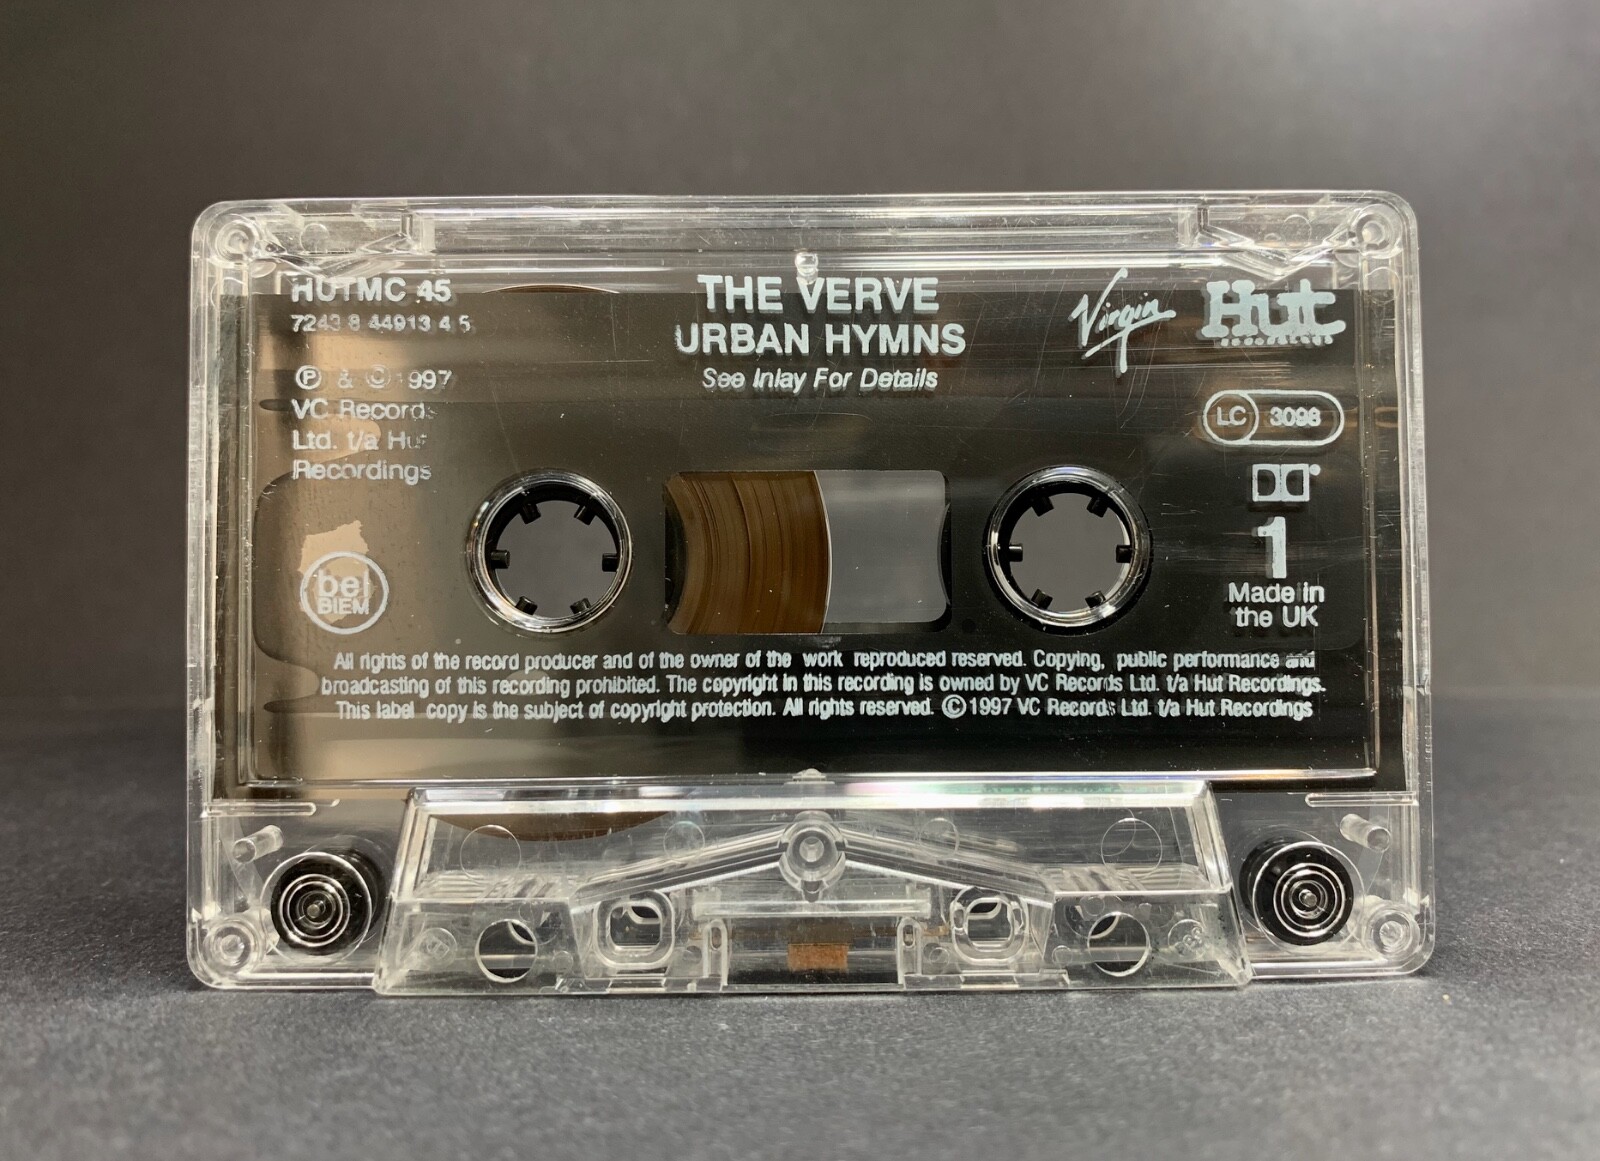 HUTMC 45
7243 8 44913 4 5
Ⓟ & © 1997
VC Records
Ltd. t/a Hut
Recordings
bel
BIEM
THE VERVE
URBAN HYMNS
See Inlay For Details
Virgin
Hut
RECORDINGS
LC 3098
1
Made in
the UK
All rights of the record producer and of the owner of the work reproduced reserved. Copying, public performance and
broadcasting of this recording prohibited. The copyright in this recording is owned by VC Records Ltd. t/a Hut Recordings.
This label copy is the subject of copyright protection. All rights reserved. © 1997 VC Records Ltd. t/a Hut Recordings